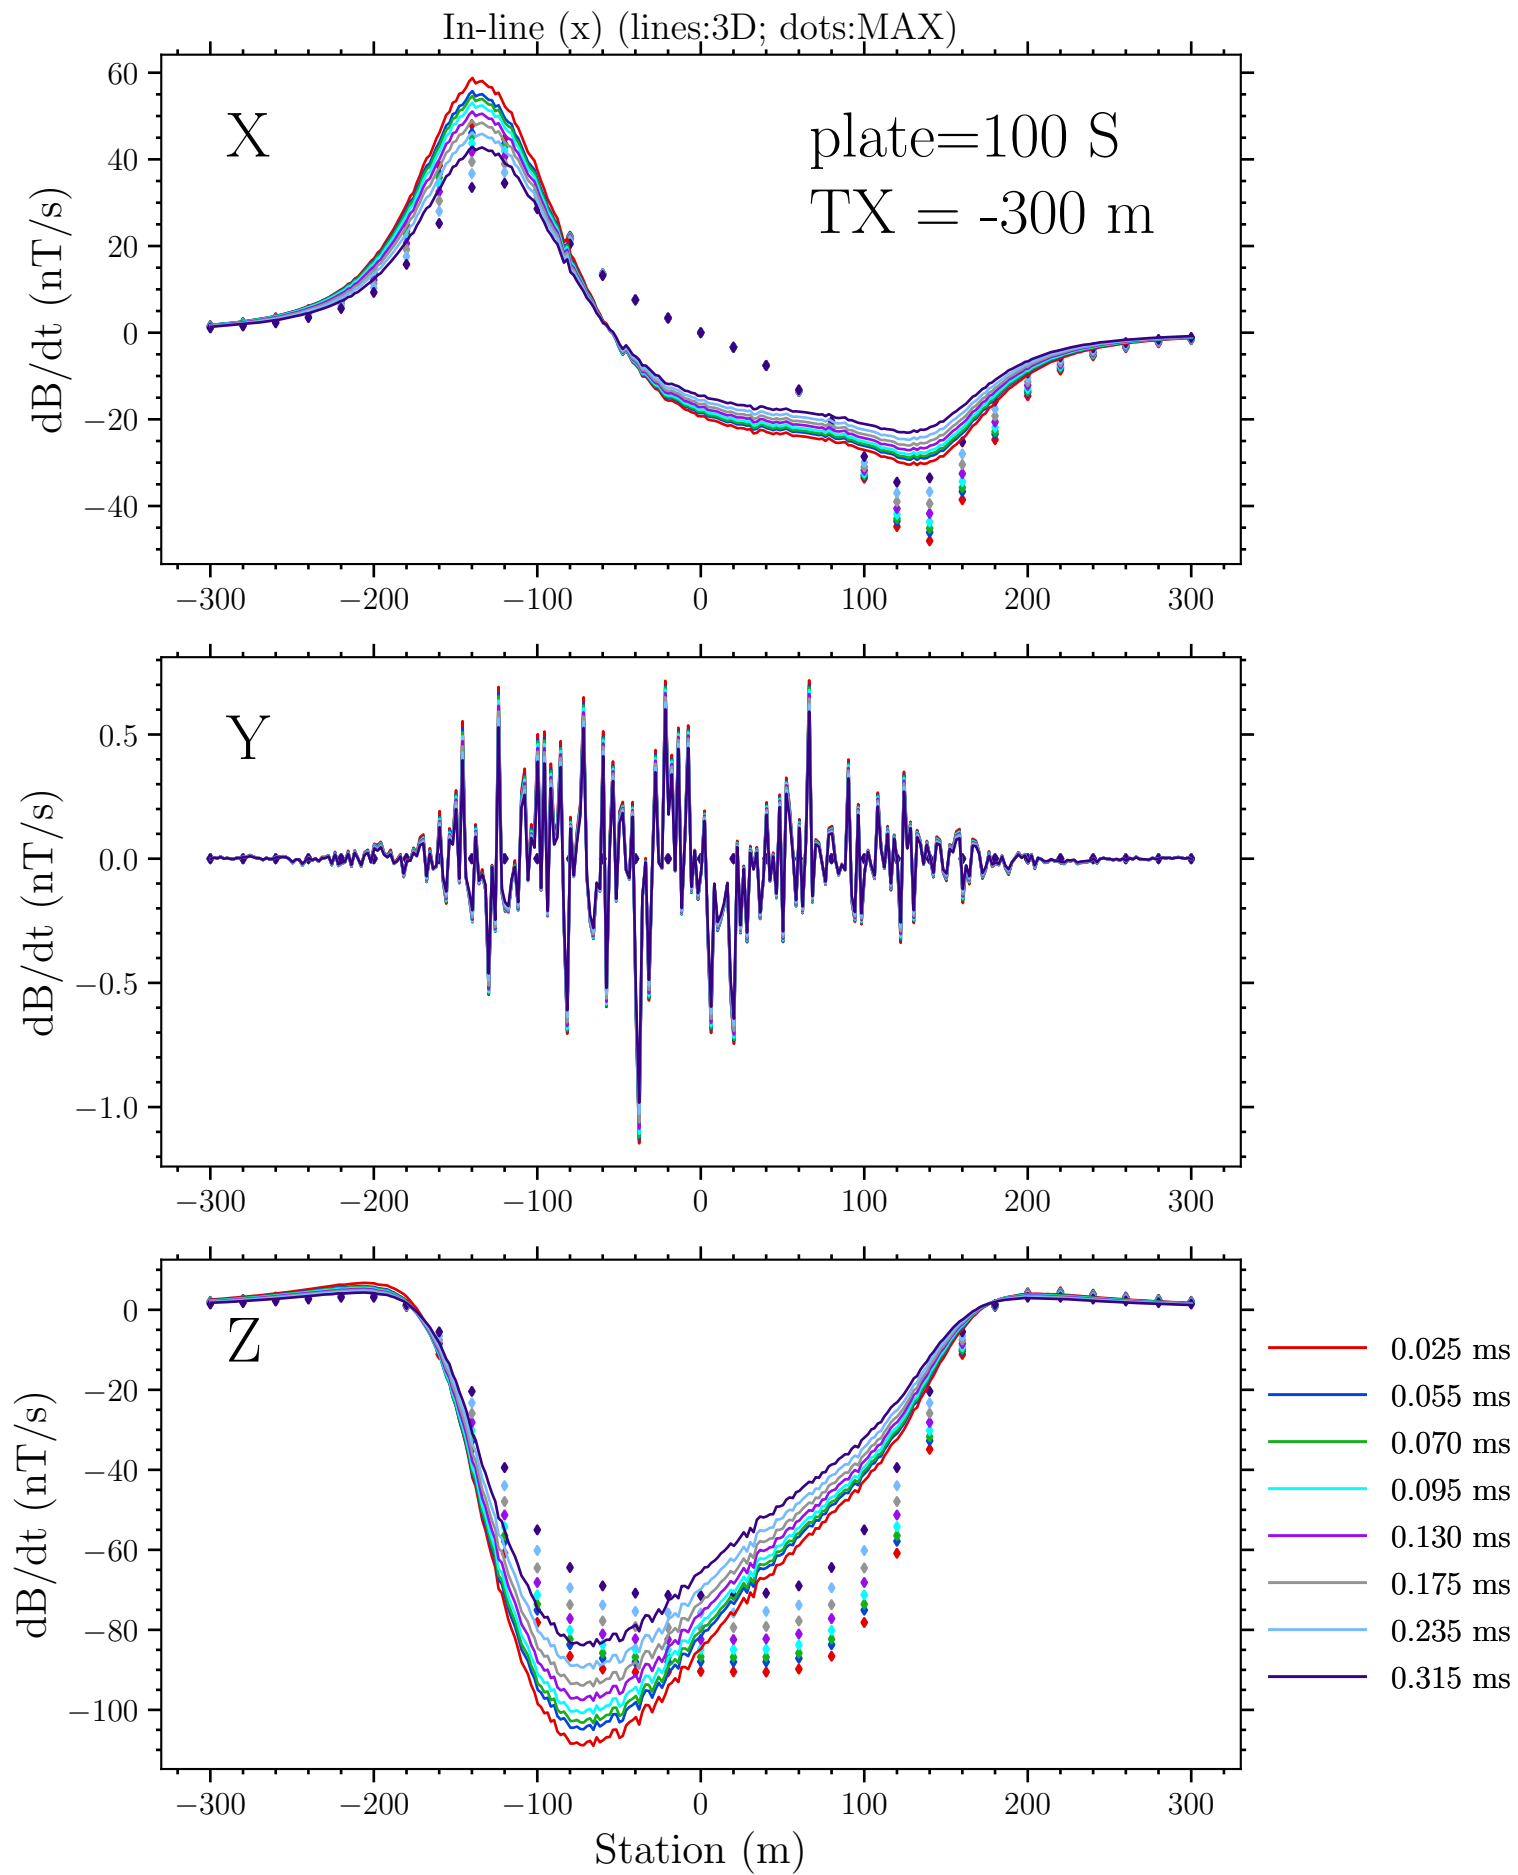 In-line (x) (lines:3D; dots:MAX)
60
40
20
0
−20
−40
dB/dt (nT/s)
X
plate=100 S
TX = -300 m
−300 −200 −100 0 100 200 300
0.5
0.0
−0.5
−1.0
dB/dt (nT/s)
Y
−300 −200 −100 0 100 200 300
0
−20
−40
−60
−80
−100
dB/dt (nT/s)
Z
−300 −200 −100 0 100 200 300
Station (m)
0.025 ms
0.055 ms
0.070 ms
0.095 ms
0.130 ms
0.175 ms
0.235 ms
0.315 ms